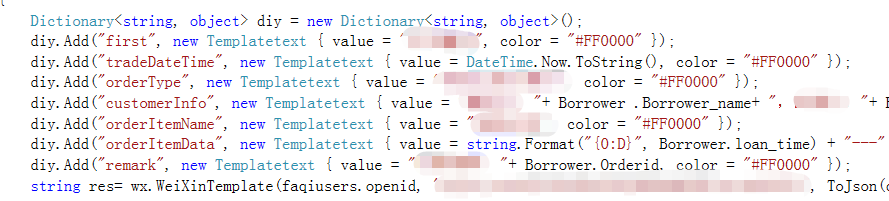 Dictionary<string, object> diy = new Dictionary<string, object>();
diy.Add("first", new Templatetext { value = " ", color = "#FF0000" });
diy.Add("tradeDateTime", new Templatetext { value = DateTime.Now.ToString(), color = "#FF0000" });
diy.Add("orderType", new Templatetext { value = " color = "#FF0000" });
diy.Add("customerInfo", new Templatetext { value = "+ Borrower .Borrower_name+ ", "+
diy.Add("orderItemName", new Templatetext { value = " color = "#FF0000" });
diy.Add("orderItemData", new Templatetext { value = string.Format("{0:D}", Borrower.loan_time) + "---"
diy.Add("remark", new Templatetext { value = " "+ Borrower.Orderid, color = "#FF0000" });
string res= wx.WeiXinTemplate(faqiusers.openid, , ToJson(